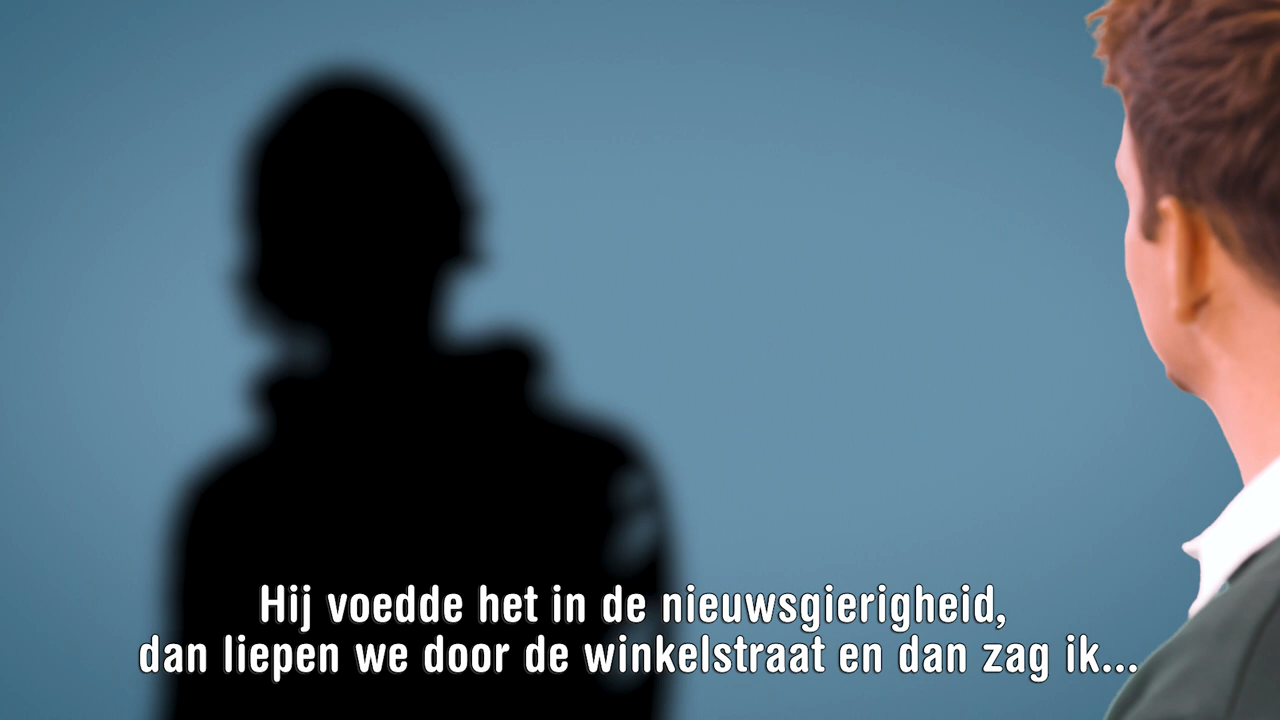 Hij voedde het in de nieuwsgierigheid,
dan liepen we door de winkelstraat en dan zag ik...